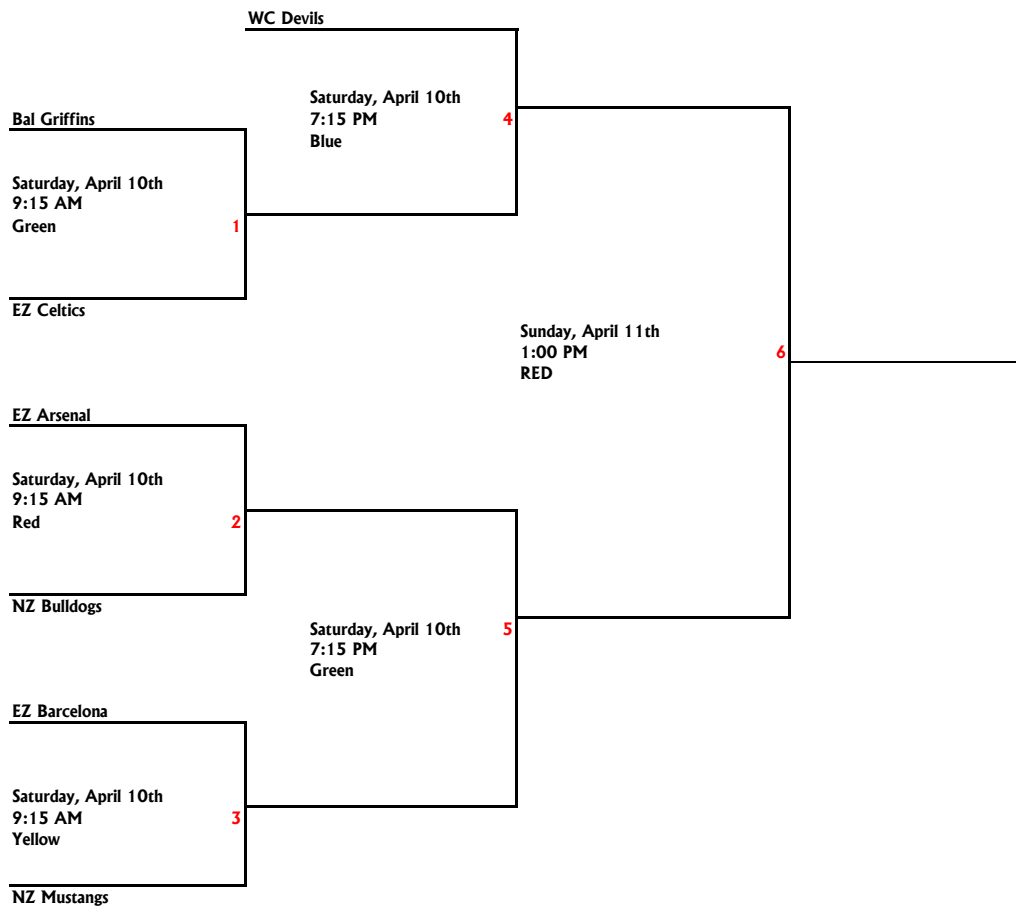 WC Devils
Saturday, April 10th
7:15 PM
4
Blue
Bal Griffins
Saturday, April 10th
9:15 AM
Green
1
EZ Celtics
Sunday, April 11th
1:00 PM
6
RED
EZ Arsenal
Saturday, April 10th
9:15 AM
Red
2
NZ Bulldogs
Saturday, April 10th
5
7:15 PM
Green
EZ Barcelona
Saturday, April 10th
9:15 AM
3
Yellow
NZ Mustangs